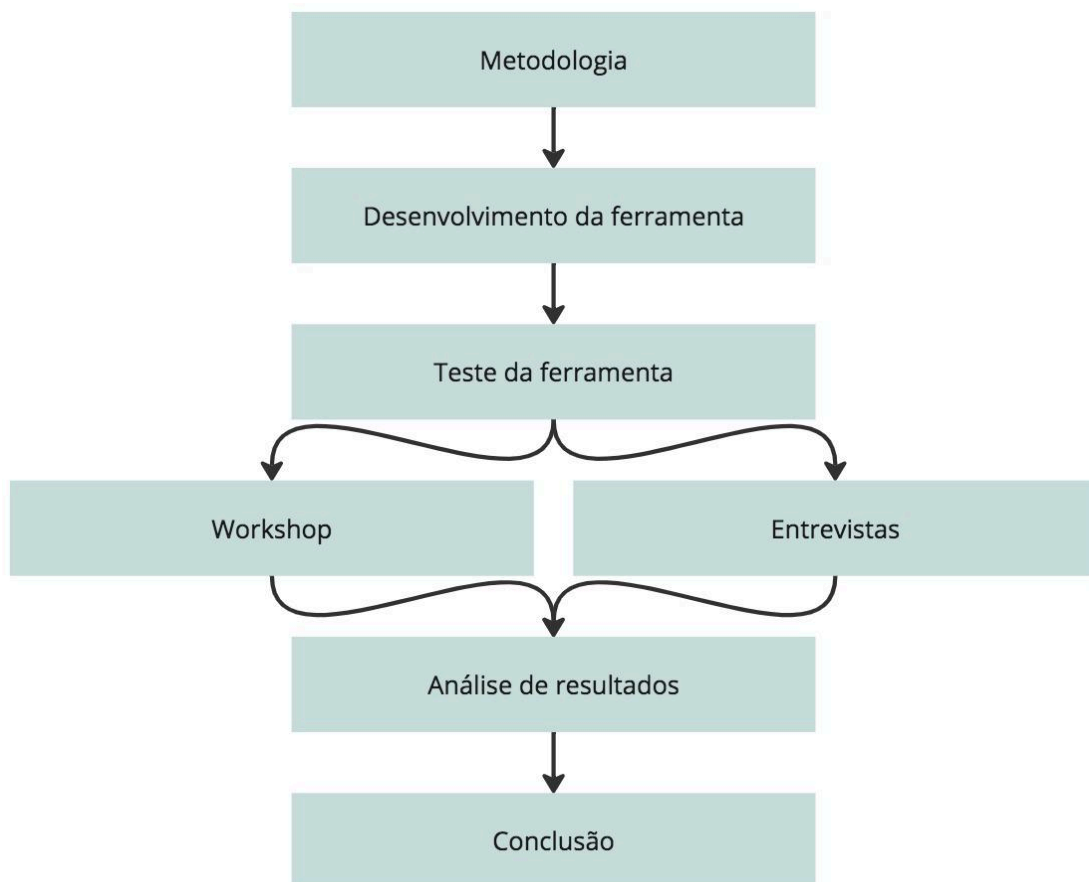 Metodologia
Desenvolvimento da ferramenta
Teste da ferramenta
Workshop
Entrevistas
Análise de resultados
Conclusão